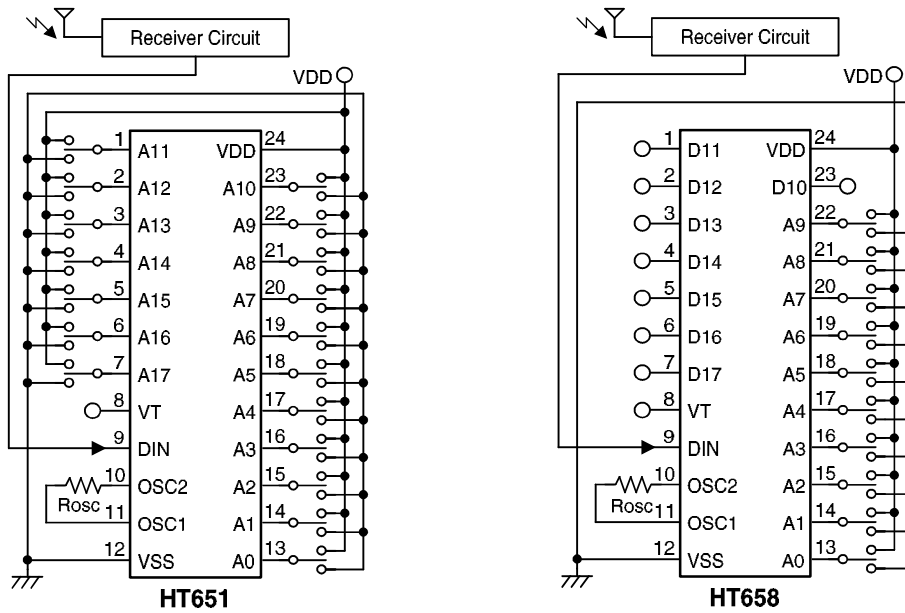 Receiver Circuit
VDD
1 A11 VDD 24
2 A12 A10 23
3 A13 A9 22
4 A14 A8 21
5 A15 A7 20
6 A16 A6 19
7 A17 A5 18
8 VT A4 17
9 DIN A3 16
10 OSC2 A2 15
Rosc
11 OSC1 A1 14
12 VSS A0 13
HT651
Receiver Circuit
VDD
1 D11 VDD 24
2 D12 D10 23
3 D13 A9 22
4 D14 A8 21
5 D15 A7 20
6 D16 A6 19
7 D17 A5 18
8 VT A4 17
9 DIN A3 16
10 OSC2 A2 15
Rosc
11 OSC1 A1 14
12 VSS A0 13
HT658